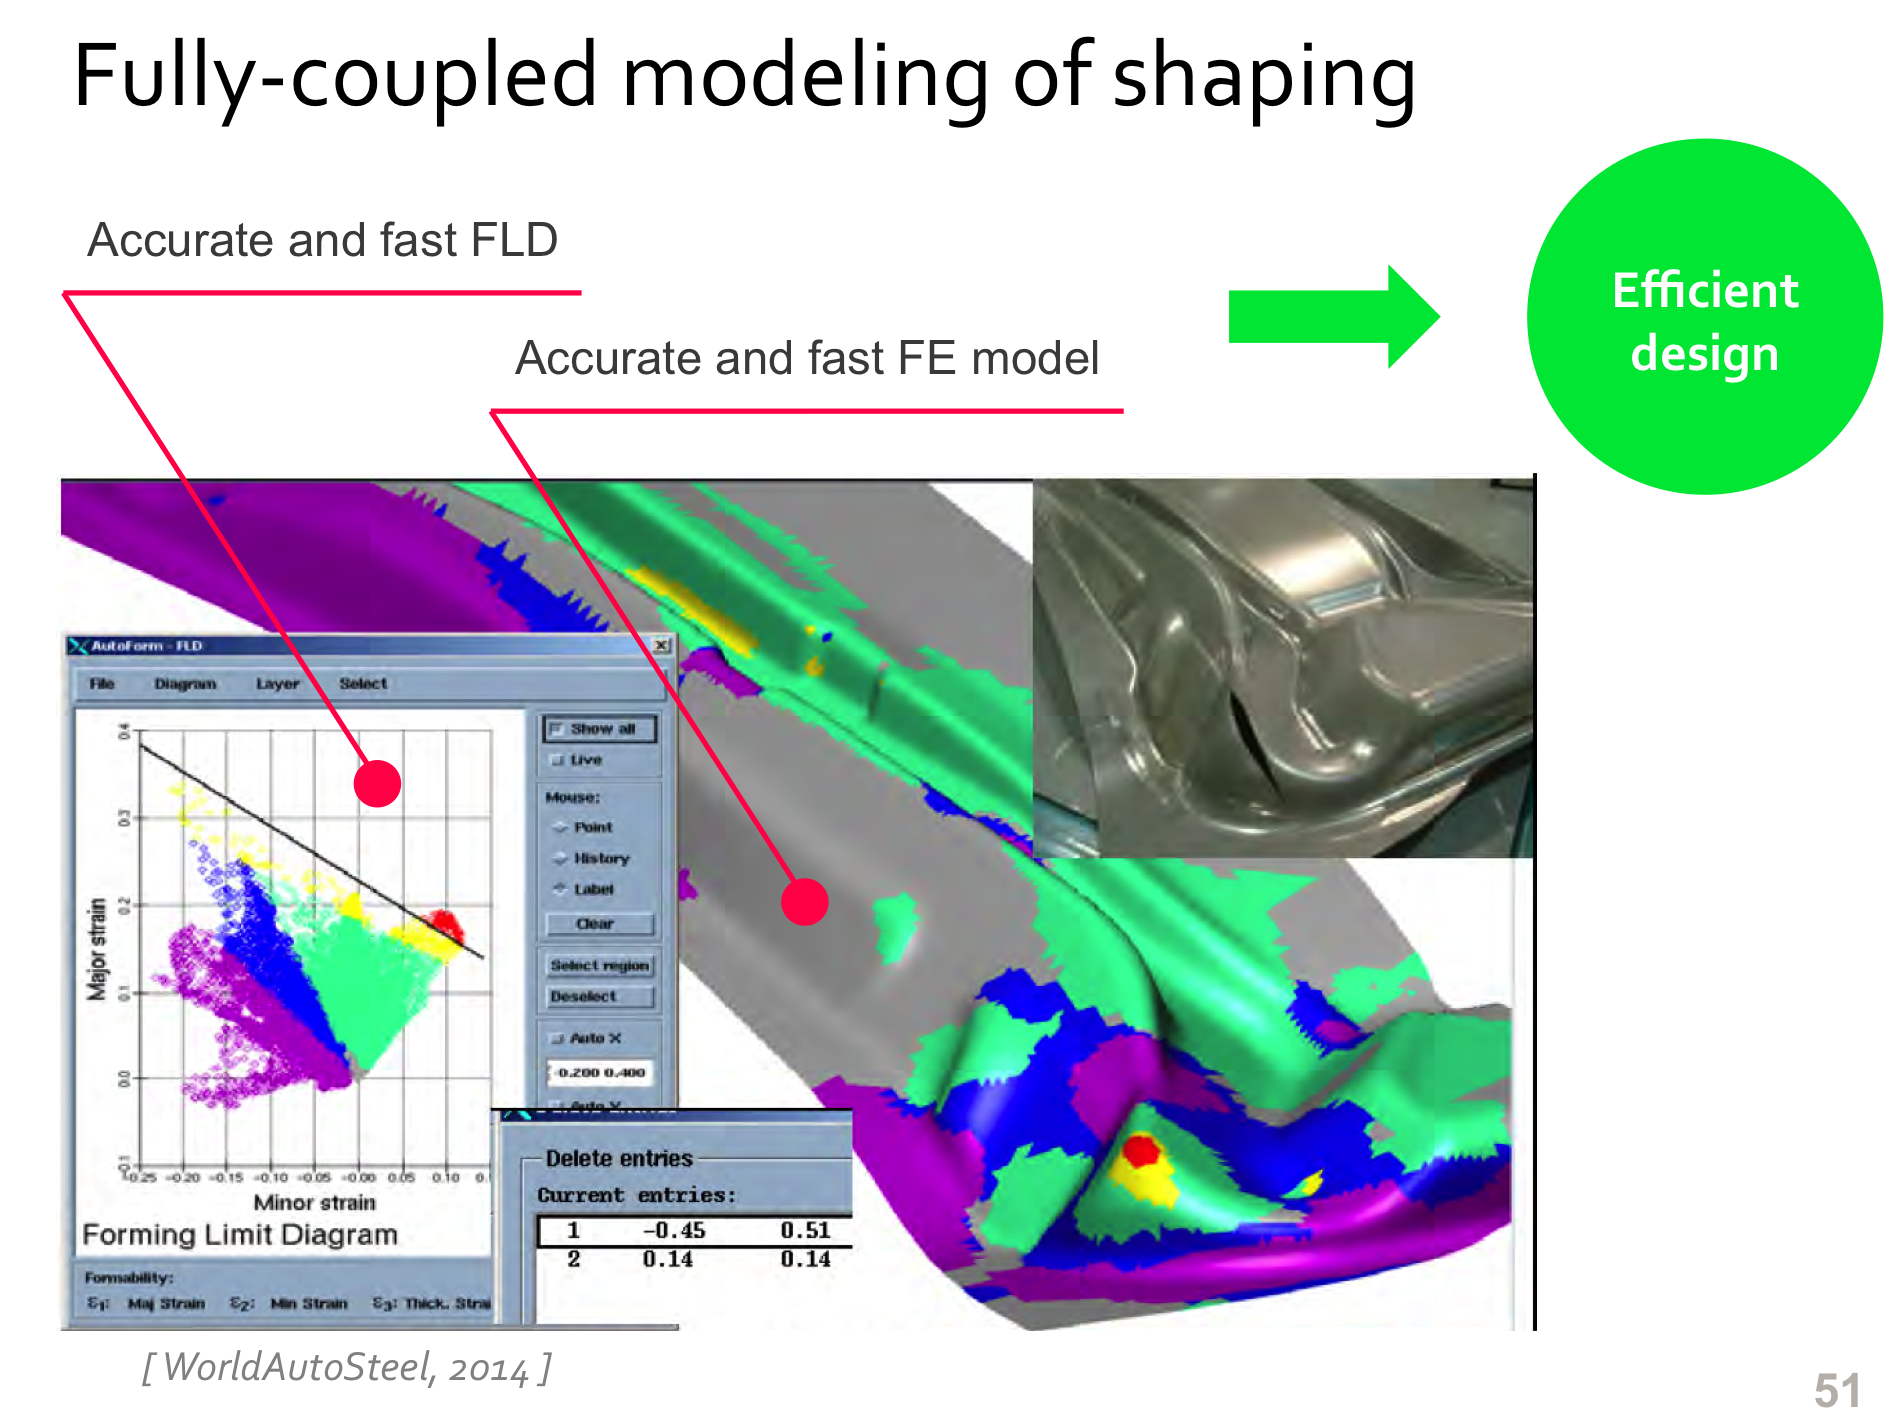 Fully-coupled modeling of shaping
Accurate and fast FLD
Accurate and fast FE model
Efficient
design
AutoForm - FLD
File Diagram Layer Select
Show all
Live
Mouse:
Point
History
Label
Clear
Select region
Deselect
Auto X
-0.200 0.400
Auto Y
0.4
0.3
0.2
0.1
0.0
-0.1
Major strain
-0.25 -0.20 -0.15 -0.10 -0.05 -0.00 0.05 0.10
Minor strain
Forming Limit Diagram
Formability:
ε1: Maj Strain ε2: Min Strain ε3: Thick. Strai
Delete entries
Current entries:
1 -0.45 0.51
2 0.14 0.14
[ WorldAutoSteel, 2014 ]
51